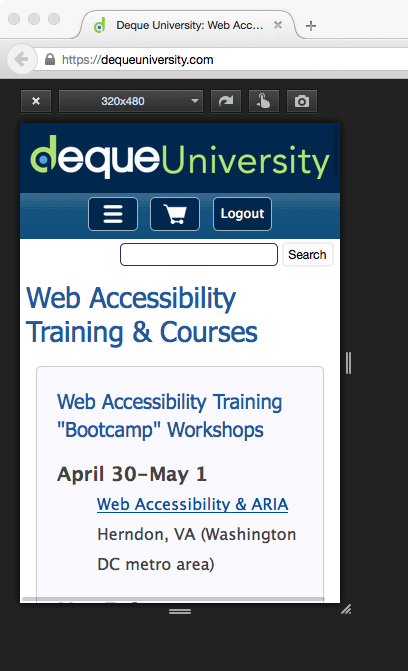 Deque University: Web Acc...
https://dequeuniversity.com
320x480
dequeUniversity
Logout
Search
Web Accessibility
Training & Courses
Web Accessibility Training
"Bootcamp" Workshops
April 30–May 1
Web Accessibility & ARIA
Herndon, VA (Washington
DC metro area)